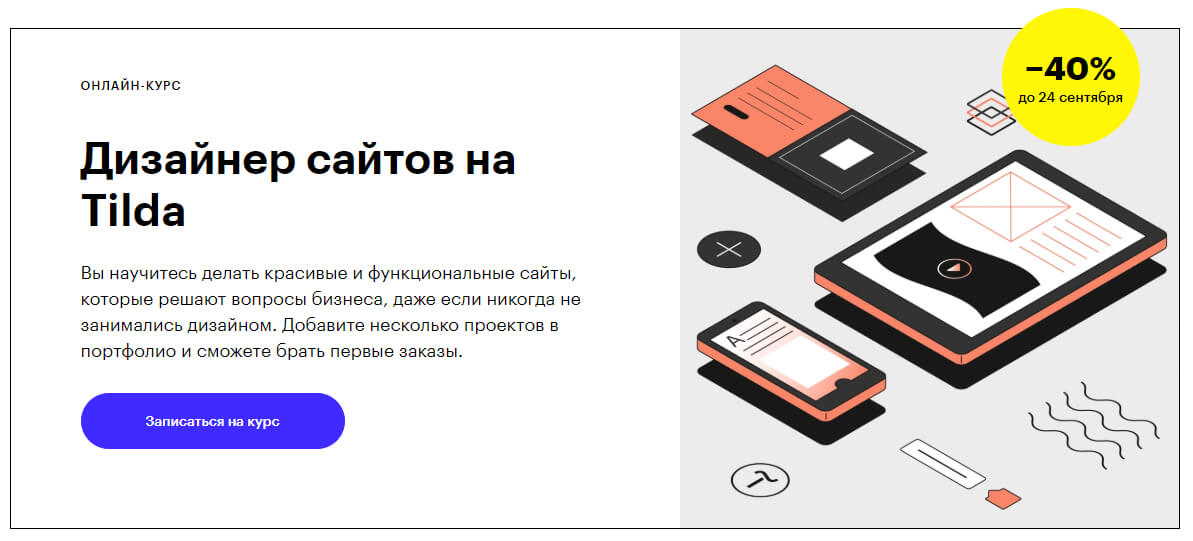 ОНЛАЙН-КУРС
−40%
до 24 сентября
Дизайнер сайтов на
Tilda
Вы научитесь делать красивые и функциональные сайты,
которые решают вопросы бизнеса, даже если никогда не
занимались дизайном. Добавите несколько проектов в
портфолио и сможете брать первые заказы.
Записаться на курс
A